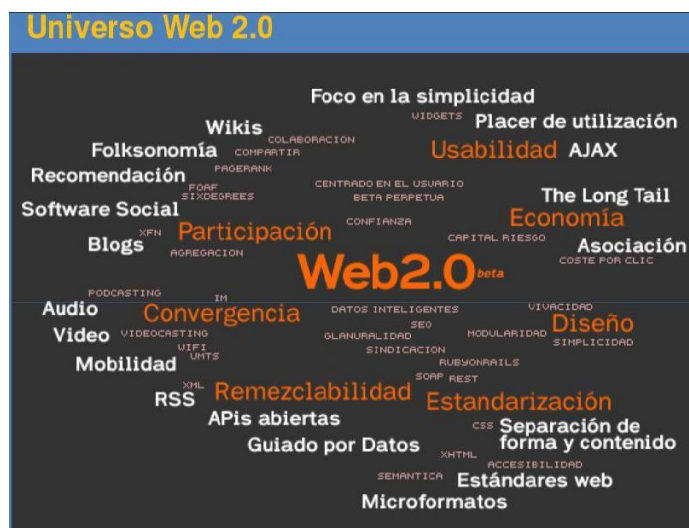 Universo Web 2.0
Foco en la simplicidad
WIDGETS
Placer de utilización
Wikis
COLABORACION
Folksonomía
COMPARTIR
Usabilidad
AJAX
Recomendación
PAGERANK
FOAF
SIXDEGREES
CENTRADO EN EL USUARIO
BETA PERPETUA
The Long Tail
Software Social
XFN
Participación
CONFIANZA
Economía
Blogs
AGREGACION
CAPITAL RIESGO
Asociación
COSTE POR CLIC
Web2.0 beta
PODCASTING
IM
Audio
Convergencia
DATOS INTELIGENTES
VIVACIDAD
SEO
Diseño
Video
VIDEOCASTING
GLANURALIDAD
MODULARIDAD
SIMPLICIDAD
WIFI
UMTS
SINDICACION
Mobilidad
RUBYONRAILS
XML
SOAP
REST
RSS
Remezclabilidad
Estandarización
APis abiertas
CSS
Separación de
forma y contenido
Guiado por Datos
XHTML
ACCESIBILIDAD
SEMANTICA
Estándares web
Microformatos